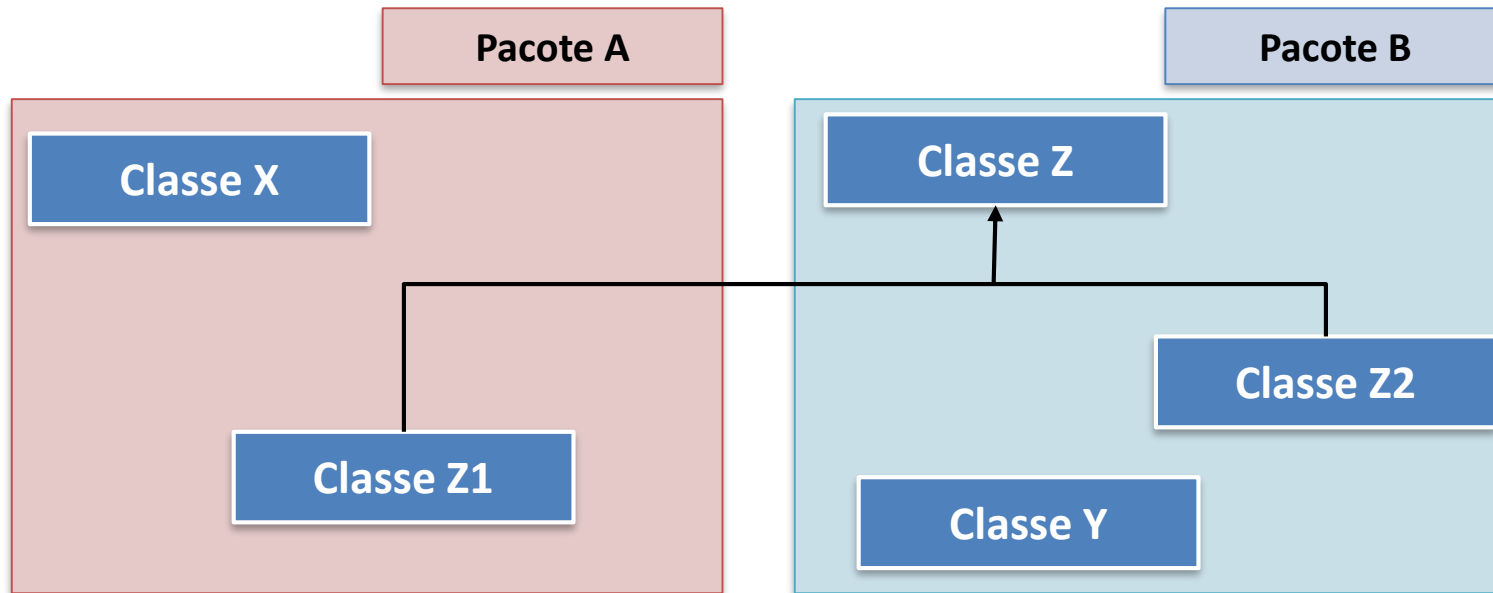 Pacote A
Pacote B
Classe X
Classe Z
Classe Z2
Classe Z1
Classe Y